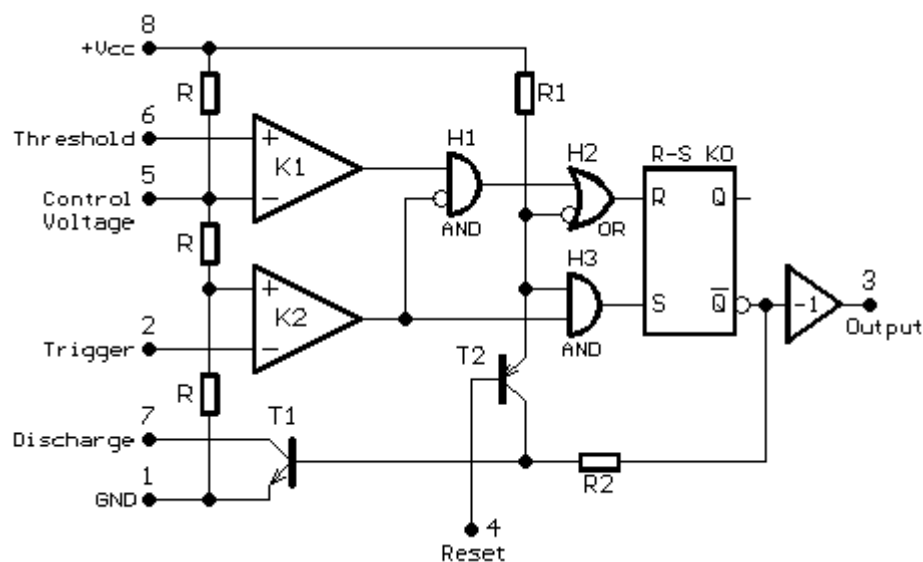 8
+Vcc
R
R1
6
H1
Threshold
+
K1
H2
R-S KO
5
Control
Voltage
−
AND
R
Q
OR
R
H3
+
K2
S
Q
-1
3
Output
2
Trigger
−
AND
T2
R
7
T1
Discharge
1
GND
R2
4
Reset